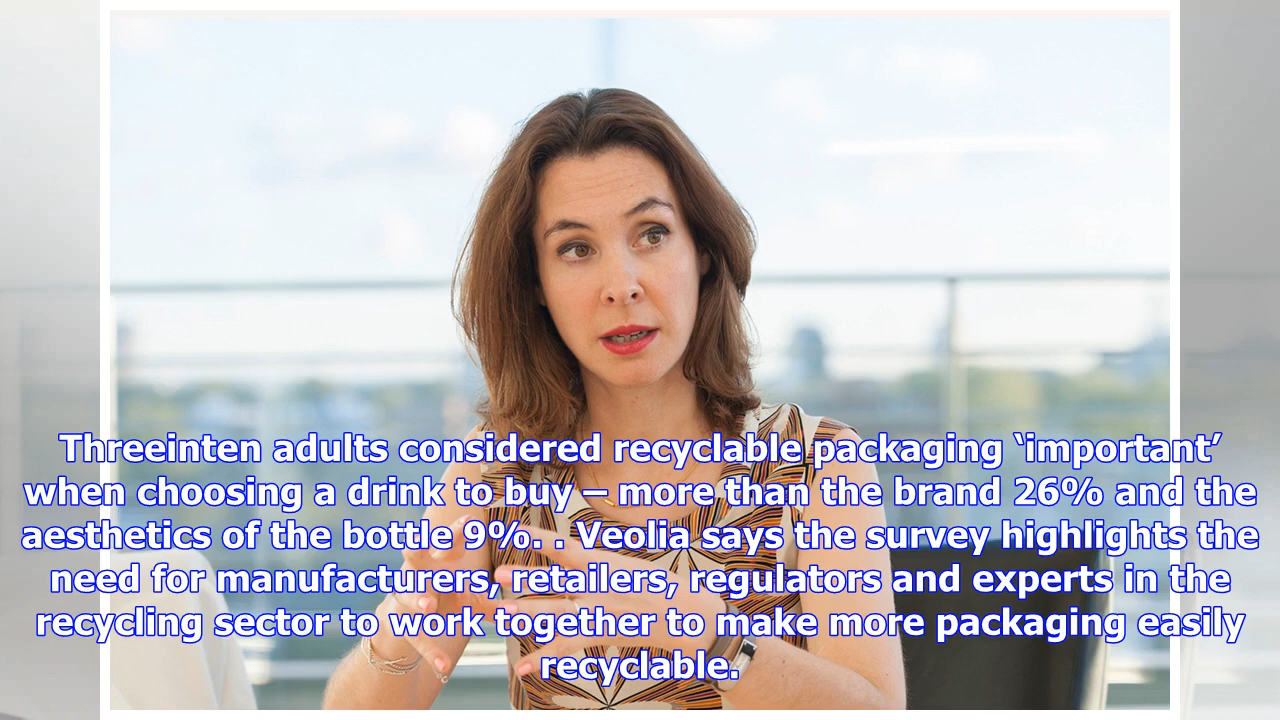 Threeinten adults considered recyclable packaging ‘important’
when choosing a drink to buy – more than the brand 26% and the
aesthetics of the bottle 9%. . Veolia says the survey highlights the
need for manufacturers, retailers, regulators and experts in the
recycling sector to work together to make more packaging easily
recyclable.